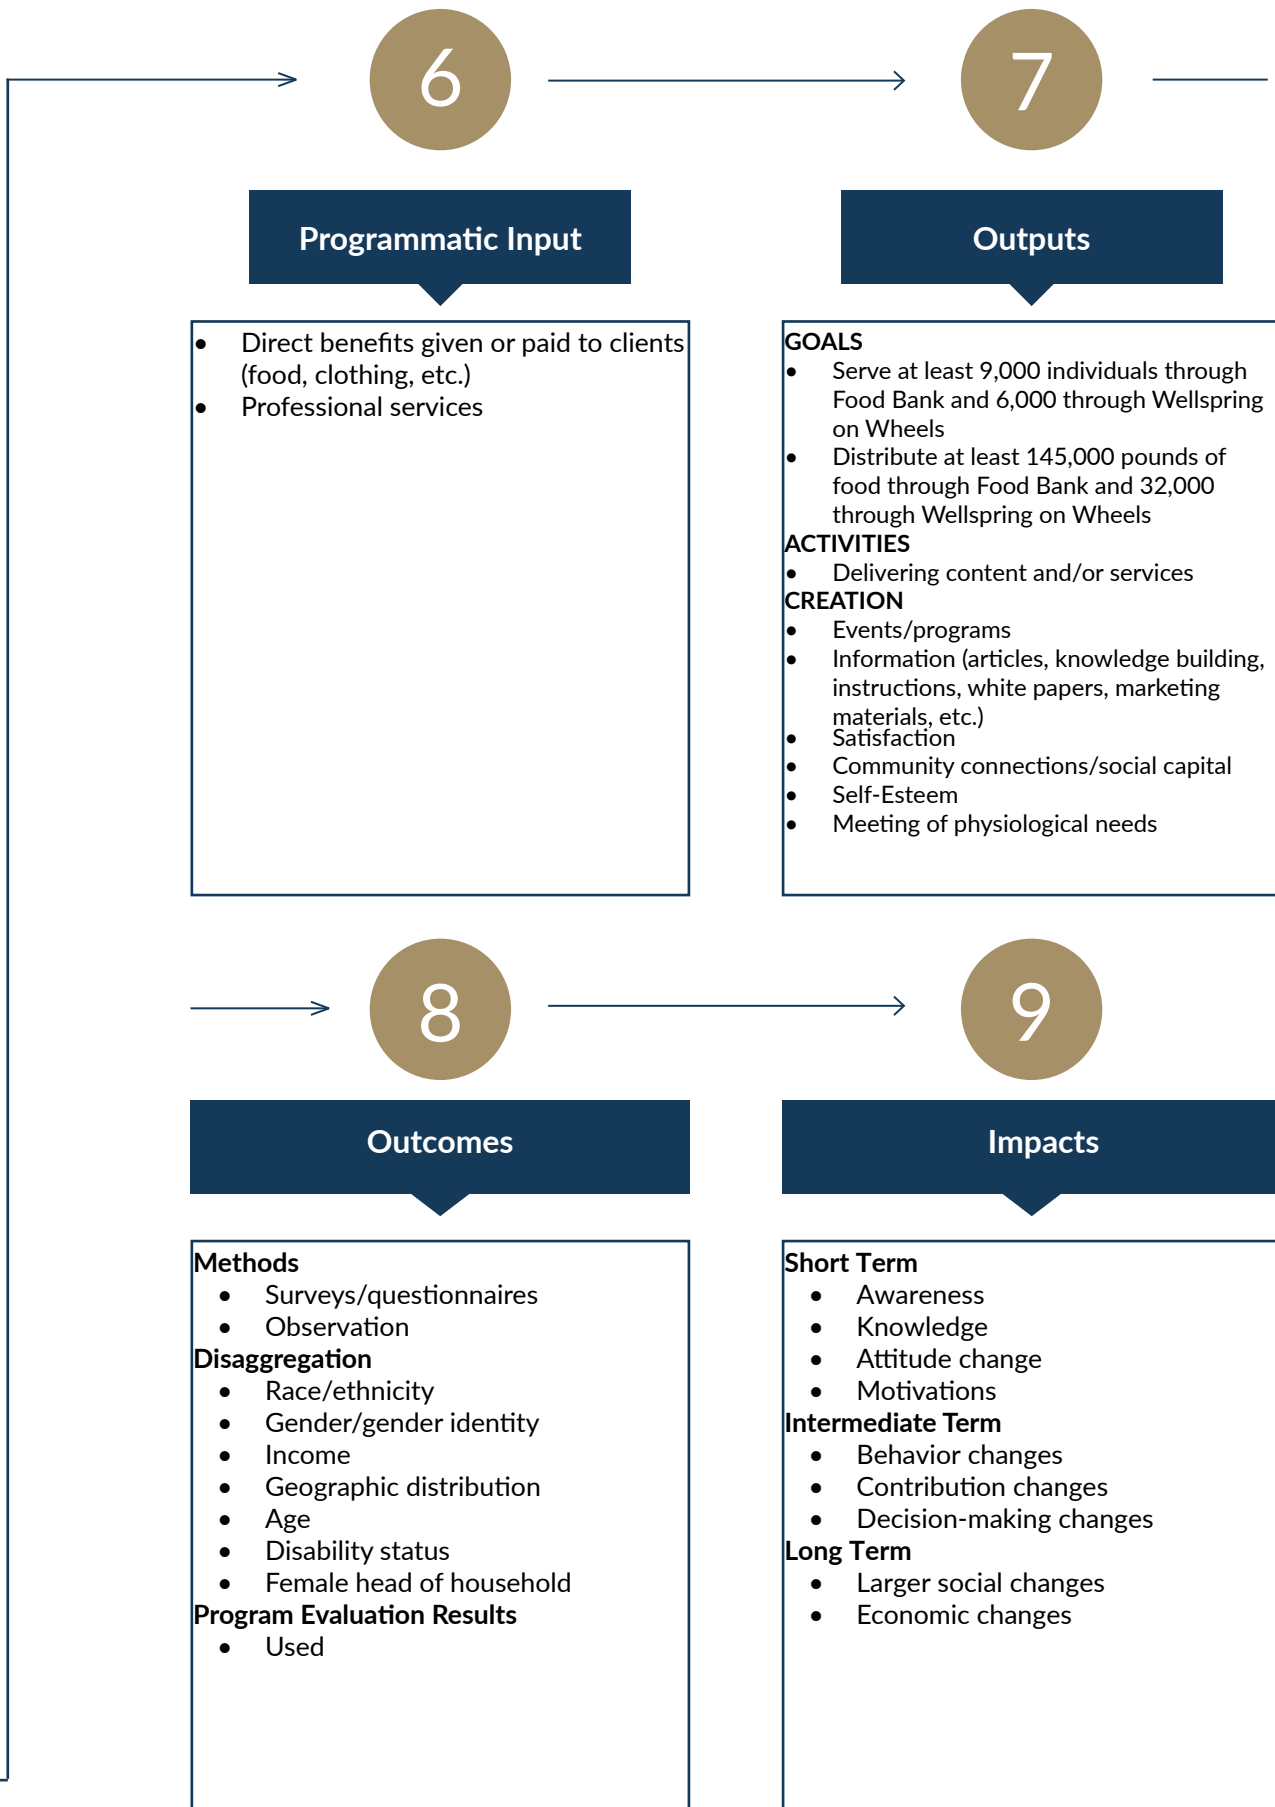 6
7
Programmatic Input
Outputs
• Direct benefits given or paid to clients
(food, clothing, etc.)
• Professional services
GOALS
• Serve at least 9,000 individuals through
Food Bank and 6,000 through Wellspring
on Wheels
• Distribute at least 145,000 pounds of
food through Food Bank and 32,000
through Wellspring on Wheels
ACTIVITIES
• Delivering content and/or services
CREATION
• Events/programs
• Information (articles, knowledge building,
instructions, white papers, marketing
materials, etc.)
• Satisfaction
• Community connections/social capital
• Self-Esteem
• Meeting of physiological needs
8
9
Outcomes
Impacts
Methods
• Surveys/questionnaires
• Observation
Disaggregation
• Race/ethnicity
• Gender/gender identity
• Income
• Geographic distribution
• Age
• Disability status
• Female head of household
Program Evaluation Results
• Used
Short Term
• Awareness
• Knowledge
• Attitude change
• Motivations
Intermediate Term
• Behavior changes
• Contribution changes
• Decision-making changes
Long Term
• Larger social changes
• Economic changes